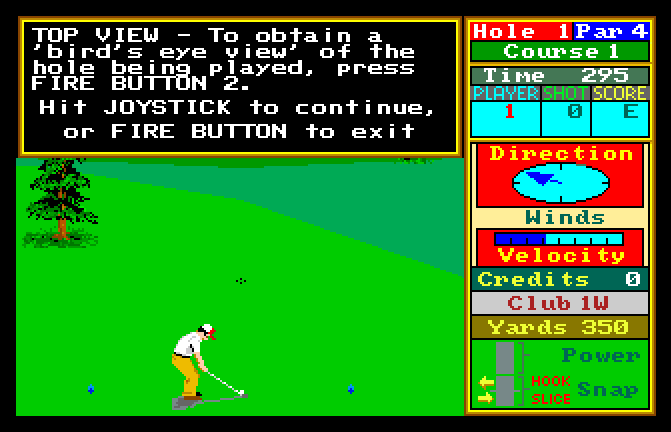 TOP VIEW - To obtain a
'bird's eye view' of the
hole being played, press
FIRE BUTTON 2.
Hit JOYSTICK to continue,
or FIRE BUTTON to exit
Hole 1 Par 4
Course 1
Time 295
PLAYER SHOT SCORE
1 0 E
Direction
Winds
Velocity
Credits 0
Club 1W
Yards 350
Power
HOOK
SLICE
Snap